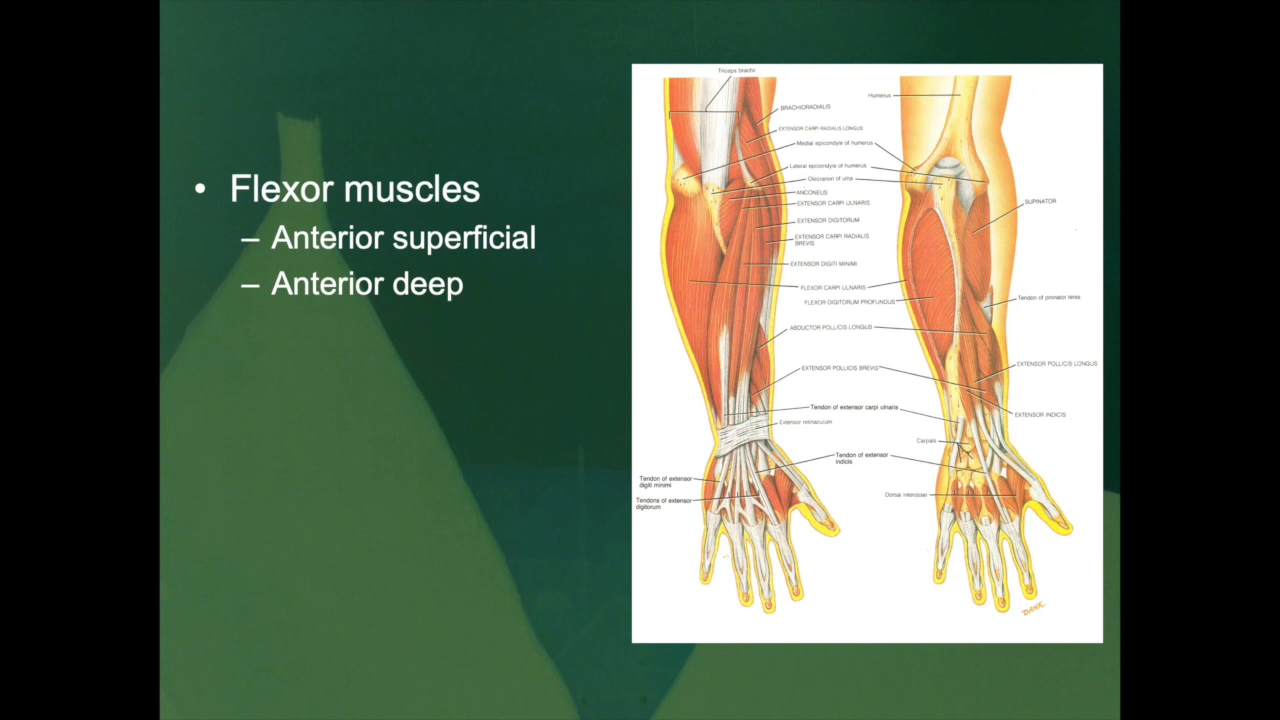 • Flexor muscles
– Anterior superficial
– Anterior deep
Triceps brachii
BRACHIORADIALIS
EXTENSOR CARPI RADIALIS LONGUS
Medial epicondyle of humerus
Lateral epicondyle of humerus
Olecranon of ulna
ANCONEUS
EXTENSOR CARPI ULNARIS
EXTENSOR DIGITORUM
EXTENSOR CARPI RADIALIS
BREVIS
EXTENSOR DIGITI MINIMI
FLEXOR CARPI ULNARIS
FLEXOR DIGITORUM PROFUNDUS
ABDUCTOR POLLICIS LONGUS
EXTENSOR POLLICIS BREVIS
Tendon of extensor carpi ulnaris
Extensor retinaculum
Tendon of extensor
indicis
Tendon of extensor
digiti minimi
Tendons of extensor
digitorum
Humerus
SUPINATOR
Tendon of pronator teres
EXTENSOR POLLICIS LONGUS
EXTENSOR INDICIS
Carpals
Dorsal interossei
DANK